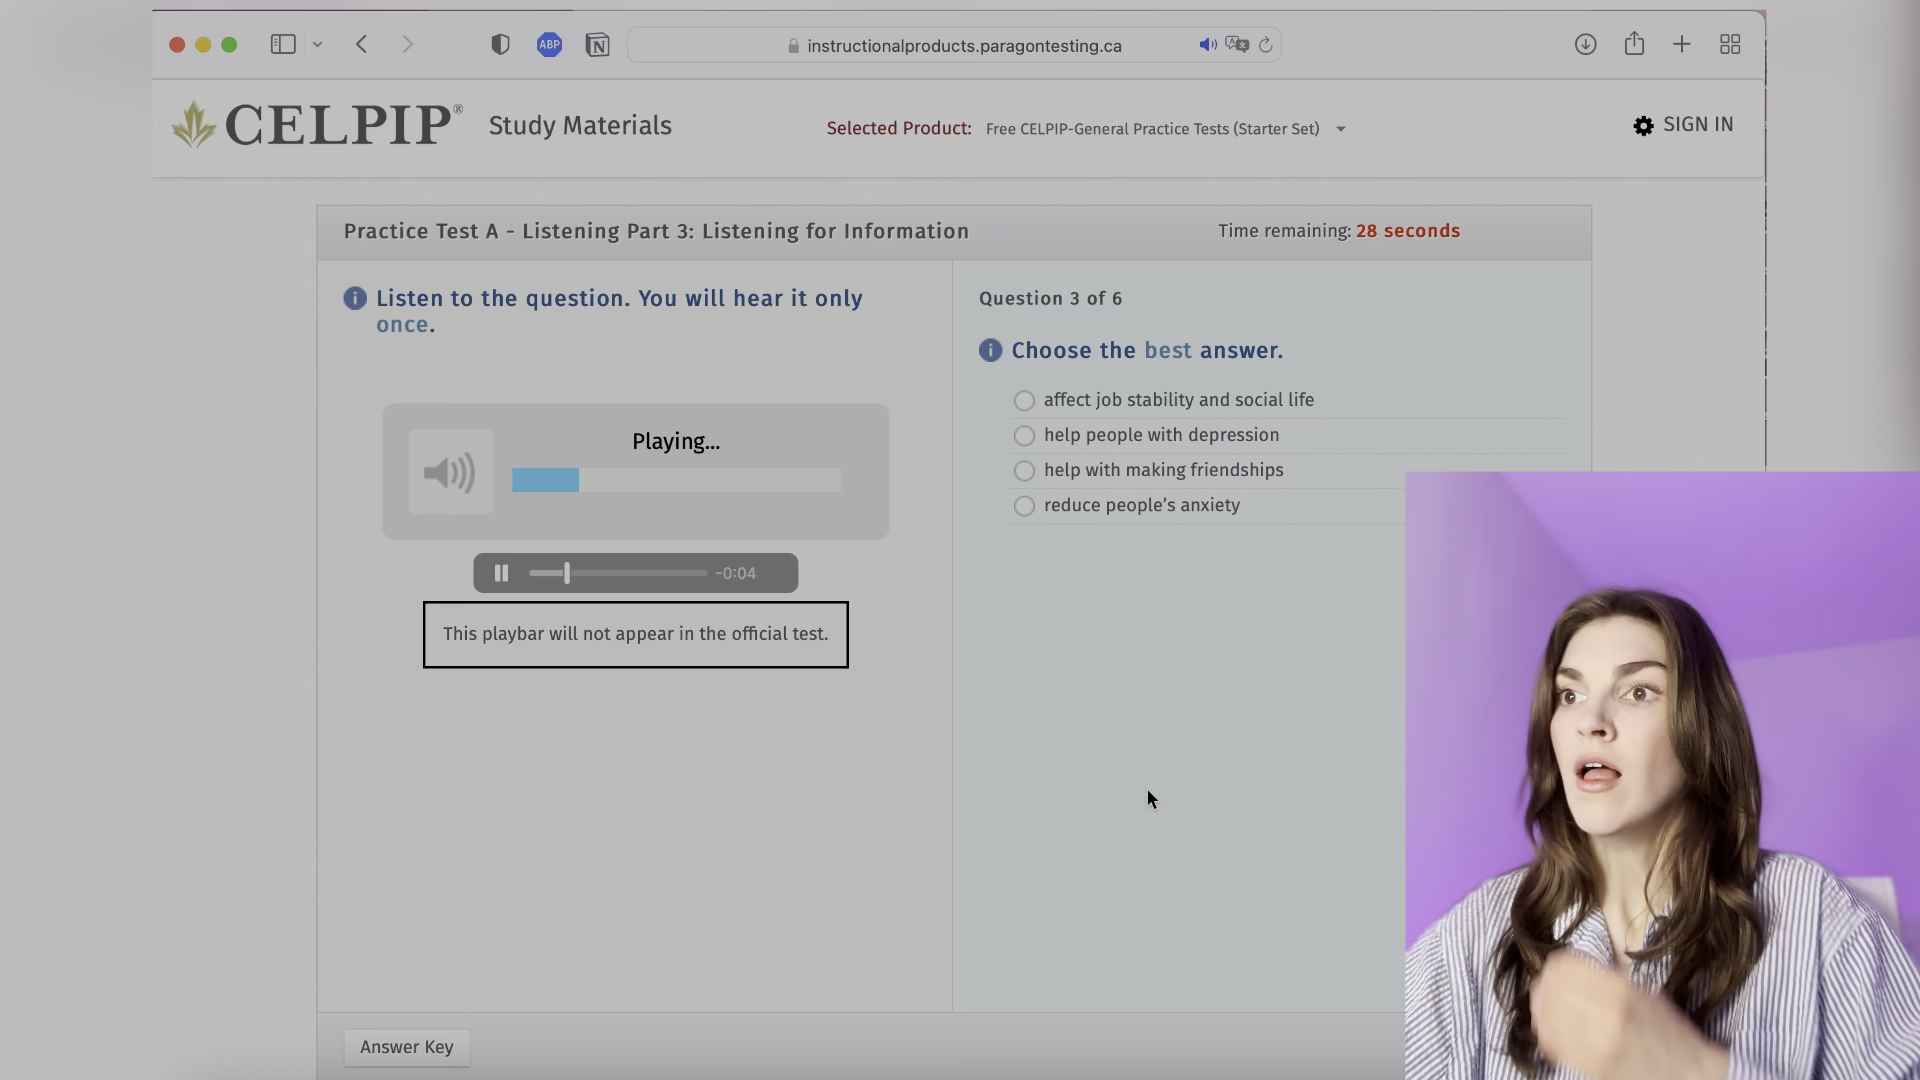 ABP
N
instructionalproducts.paragontesting.ca
CELPIP® Study Materials
Selected Product: Free CELPIP-General Practice Tests (Starter Set)
SIGN IN
Practice Test A - Listening Part 3: Listening for Information
Time remaining: 28 seconds
Listen to the question. You will hear it only
once.
Playing...
-0:04
This playbar will not appear in the official test.
Question 3 of 6
Choose the best answer.
affect job stability and social life
help people with depression
help with making friendships
reduce people’s anxiety
Answer Key